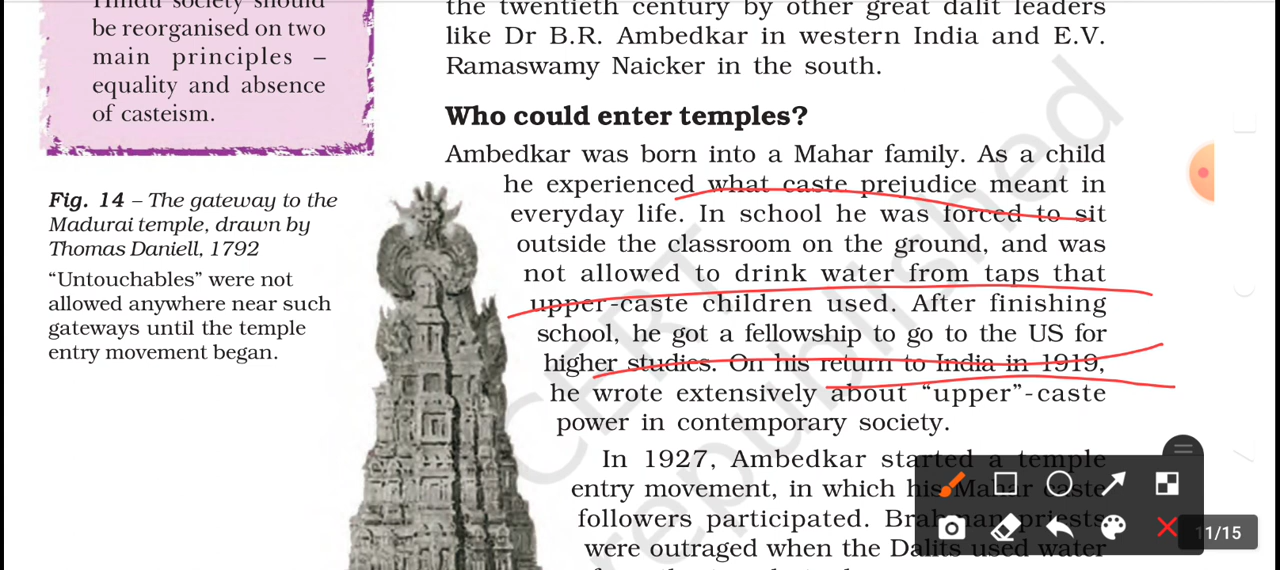 Hindu society should
be reorganised on two
main principles –
equality and absence
of casteism.
Fig. 14 – The gateway to the
Madurai temple, drawn by
Thomas Daniell, 1792
“Untouchables” were not
allowed anywhere near such
gateways until the temple
entry movement began.
the twentieth century by other great dalit leaders
like Dr B.R. Ambedkar in western India and E.V.
Ramaswamy Naicker in the south.
Who could enter temples?
Ambedkar was born into a Mahar family. As a child
he experienced what caste prejudice meant in
everyday life. In school he was forced to sit
outside the classroom on the ground, and was
not allowed to drink water from taps that
upper-caste children used. After finishing
school, he got a fellowship to go to the US for
higher studies. On his return to India in 1919,
he wrote extensively about “upper”-caste
power in contemporary society.
In 1927, Ambedkar started a temple
entry movement, in which his Mahar caste
followers participated. Brahman priests
were outraged when the Dalits used water
11/15
NCERT
republished